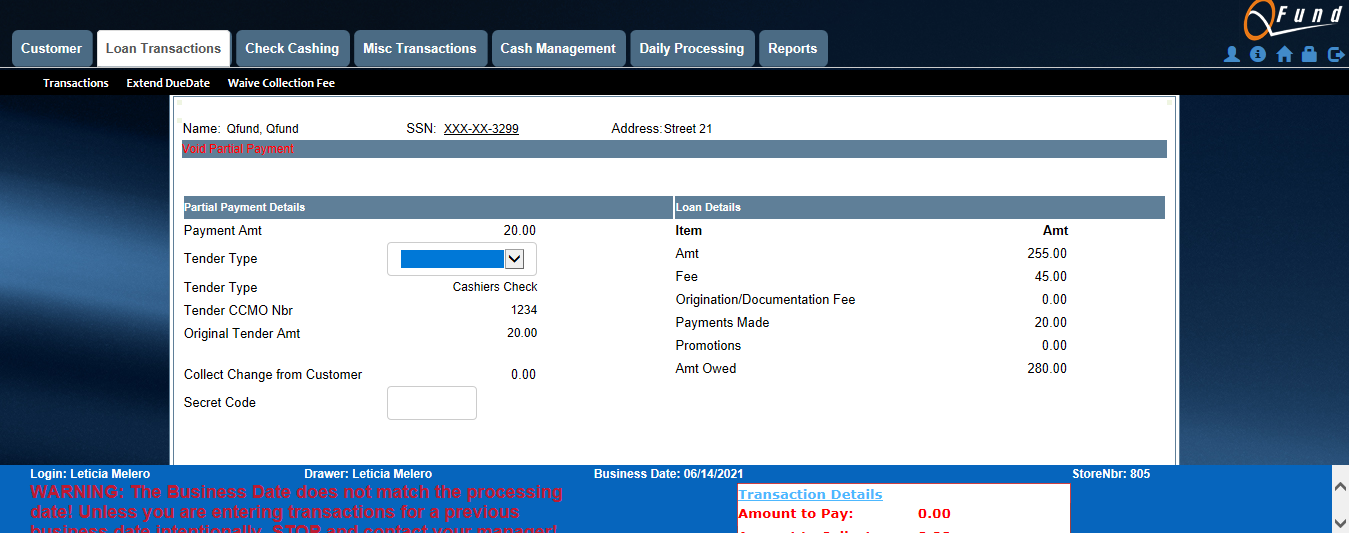 QFund
Customer Loan Transactions Check Cashing Misc Transactions Cash Management Daily Processing Reports
Transactions Extend DueDate Waive Collection Fee
Name: Qfund, Qfund SSN: XXX-XX-3299 Address: Street 21
Void Partial Payment
Partial Payment Details Loan Details
Payment Amt 20.00 Item Amt
Tender Type Amt 255.00
Tender Type Cashiers Check Fee 45.00
Tender CCMO Nbr 1234 Origination/Documentation Fee 0.00
Original Tender Amt 20.00 Payments Made 20.00
Promotions 0.00
Collect Change from Customer 0.00 Amt Owed 280.00
Secret Code
Login: Leticia Melero Drawer: Leticia Melero Business Date: 06/14/2021 StoreNbr: 805
WARNING: The Business Date does not match the processing
date! Unless you are entering transactions for a previous
business date intentionally, STOP and contact your manager/
Transaction Details
Amount to Pay: 0.00